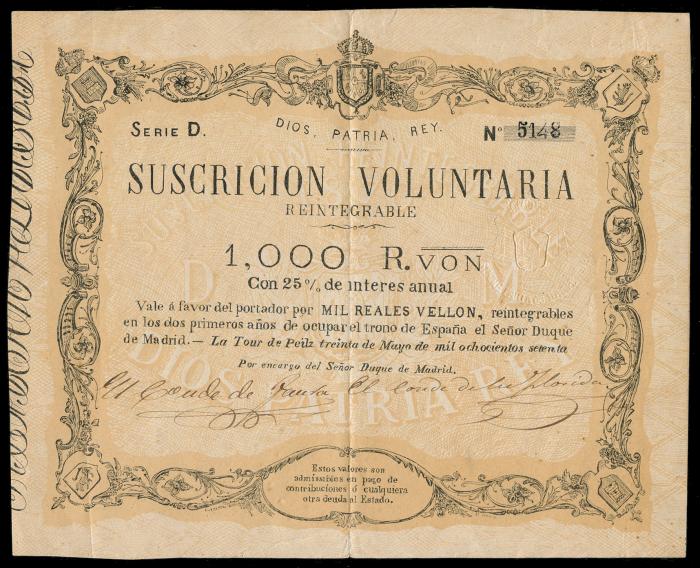 SERIE D.
DIOS, PATRIA, REY.
Nº 5148
SUSCRICION VOLUNTARIA
REINTEGRABLE
1,000 R. VON
Con 25 % de interes anual
Vale á favor del portador por MIL REALES VELLON, reintegrables
en los dos primeros años de ocupar el trono de España el Señor Duque
de Madrid.— La Tour de Peilz treinta de Mayo de mil ochocientos setenta
Por encargo del Señor Duque de Madrid.
El Conde de El Conde de
DIOS PATRIA REY
Estos valores son
admisibles en pago de
contribuciones ó cualquiera
otra deuda al Estado.